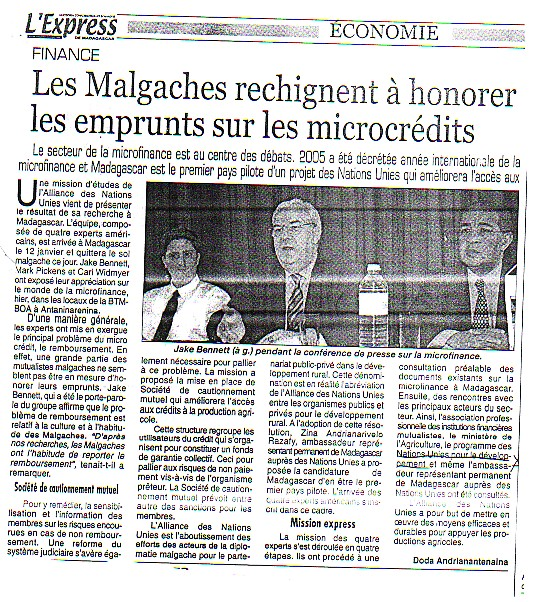 L'Express
DE MADAGASCAR
ÉCONOMIE
FINANCE
Les Malgaches rechignent à honorer
les emprunts sur les microcrédits
Le secteur de la microfinance est au centre des débats. 2005 a été décrétée année internationale de la
microfinance et Madagascar est le premier pays pilote d'un projet des Nations Unies qui améliorera l'accès aux
Une mission d'études de
l'Alliance des Nations
Unies vient de présenter
le résultat de sa recherche à
Madagascar. L'équipe, composée
de quatre experts améri-
cains, est arrivée à Madagascar
le 12 janvier et quittera le sol
malgache ce jour. Jake Bennett,
Mark Pickens et Carl Widmyer
ont exposé leur appréciation sur
le monde de la microfinance,
hier, dans les locaux de la BTM-
BOA à Antaninarenina.
D'une manière générale,
les experts ont mis en exergue
le principal problème du micro
crédit, le remboursement. En
effet, une grande partie des
mutualistes malgaches ne sem-
blent pas être en mesure d'ho-
norer leurs emprunts. Jake
Bennett, qui a été le porte-parole
du groupe affirme que le pro-
blème de remboursement est
relatif à la culture et à l'habitu-
de des Malgaches. "D'après
nos recherches, les Malgaches
ont l'habitude de reporter le
remboursement", tenait-il à
remarquer.
Société de cautionnement mutuel
Pour y remédier, la sensibi-
lisation et l'information des
membres sur les risques encou-
rues en cas de non rembour-
sement. Une réforme du
système judiciaire s'avère éga-
Jake Bennett (à g.) pendant la conférence de presse sur la microfinance.
lement nécessaire pour pallier
à ce problème. La mission a
proposé la mise en place de
Société de cautionnement
mutuel qui améliorera l'accès
aux crédits à la production agri-
cole.
Cette structure regroupe les
utilisateurs du crédit qui s'orga-
nisent pour constituer un fonds
de garantie collectif. Ceci pour
pallier aux risques de non paie-
ment vis-à-vis de l'organisme
prêteur. La Société de caution-
nement mutuel prévoit entre
autre des sanctions pour les
membres.
L'Alliance des Nations
Unies est l'aboutissement des
efforts des acteurs de la diplo-
matie malgache pour le parte-
nariat public-privé dans le déve-
loppement rural. Cette dénomi-
nation est en réalité l'abréviation
de l'Alliance des Nations Unies
entre les organismes publics et
privés pour le développement
rural. A l'adoption de cette réso-
lution, Zina Andrianarivelo
Razafy, ambassadeur repré-
sentant permanent de Madagascar
auprès des Nations Unies a pro-
posé la candidature de
Madagascar d'en être le pre-
mier pays pilote. L'arrivée des
quatre experts américains s'ins-
crit dans ce cadre.
Mission express
La mission des quatre
experts s'est déroulée en quatre
étapes. Ils ont procédé à une
consultation préalable des
documents existants sur la
microfinance à Madagascar.
Ensuite, des rencontres avec
les principaux acteurs du sec-
teur. Ainsi, l'association profes-
sionnelle des institutions financières
mutualistes, le ministère de
l'Agriculture, le programme des
Nations Unies pour le dévelop-
pement et même l'ambassa-
deur représentant permanent
de Madagascar auprès des
Nations Unies ont été consultés.
L'Alliance des Nations
Unies a pour but de mettre en
œuvre des moyens efficaces et
durables pour appuyer les pro-
ductions agricoles.
Doda Andrianantenaina